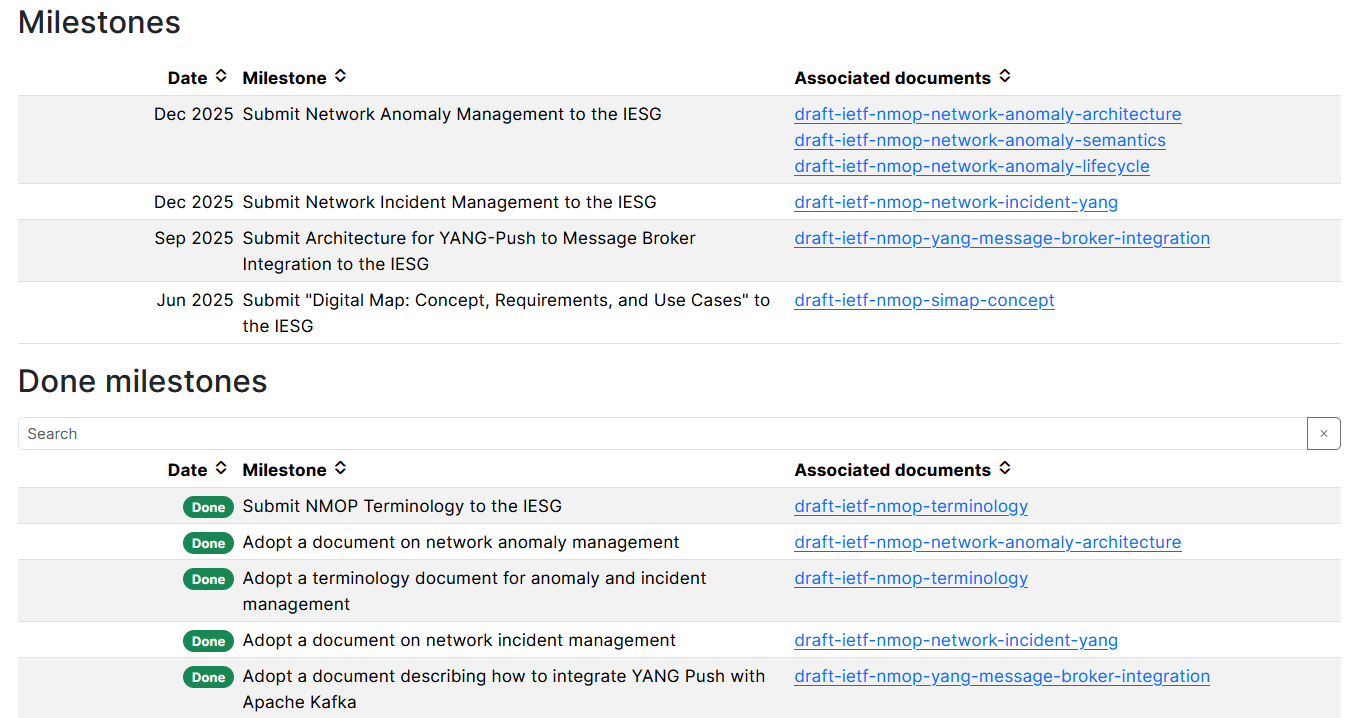 Milestones
Date Milestone Associated documents
Dec 2025 Submit Network Anomaly Management to the IESG draft-ietf-nmop-network-anomaly-architecture
draft-ietf-nmop-network-anomaly-semantics
draft-ietf-nmop-network-anomaly-lifecycle
Dec 2025 Submit Network Incident Management to the IESG draft-ietf-nmop-network-incident-yang
Sep 2025 Submit Architecture for YANG-Push to Message Broker draft-ietf-nmop-yang-message-broker-integration
Integration to the IESG
Jun 2025 Submit "Digital Map: Concept, Requirements, and Use Cases" to draft-ietf-nmop-simap-concept
the IESG
Done milestones
Search ×
Date Milestone Associated documents
Done Submit NMOP Terminology to the IESG draft-ietf-nmop-terminology
Done Adopt a document on network anomaly management draft-ietf-nmop-network-anomaly-architecture
Done Adopt a terminology document for anomaly and incident draft-ietf-nmop-terminology
management
Done Adopt a document on network incident management draft-ietf-nmop-network-incident-yang
Done Adopt a document describing how to integrate YANG Push with draft-ietf-nmop-yang-message-broker-integration
Apache Kafka